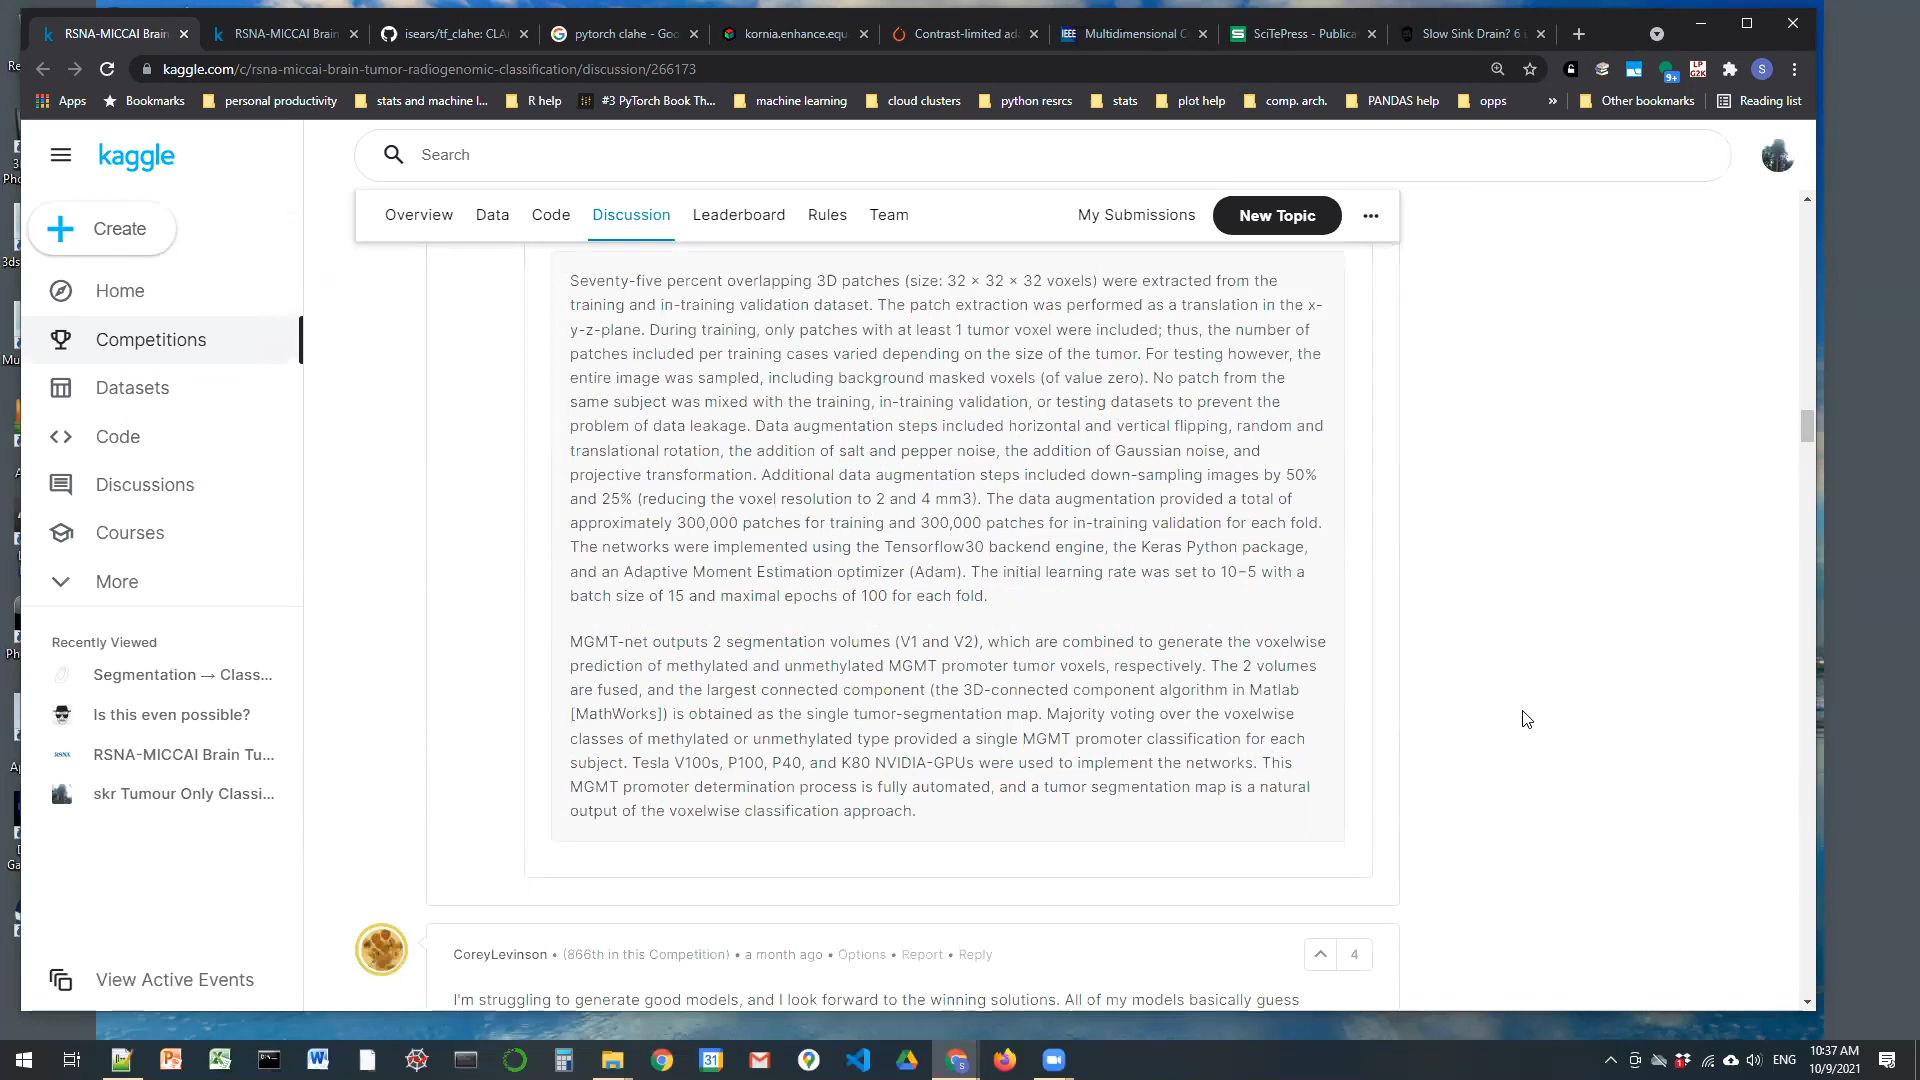 RSNA-MICCAI Brain
RSNA-MICCAI Brain
isears/tf_clahe: CLA
pytorch clahe - Goo
kornia.enhance.equ
Contrast-limited ad
IEEE
Multidimensional C
SciTePress - Publica
Slow Sink Drain? 6
kaggle.com/c/rsna-miccai-brain-tumor-radiogenomic-classification/discussion/266173
9+
LP
G2K
S
Apps
Bookmarks
personal productivity
stats and machine l...
R help
#3 PyTorch Book Th...
machine learning
cloud clusters
python resrcs
stats
plot help
comp. arch.
PANDAS help
opps
»
Other bookmarks
Reading list
kaggle
Search
Create
Home
Competitions
Datasets
Code
Discussions
Courses
More
Recently Viewed
Segmentation → Class...
Is this even possible?
RSNA
RSNA-MICCAI Brain Tu...
skr Tumour Only Classi...
View Active Events
Overview
Data
Code
Discussion
Leaderboard
Rules
Team
My Submissions
New Topic
Seventy-five percent overlapping 3D patches (size: 32 × 32 × 32 voxels) were extracted from the
training and in-training validation dataset. The patch extraction was performed as a translation in the x-
y-z-plane. During training, only patches with at least 1 tumor voxel were included; thus, the number of
patches included per training cases varied depending on the size of the tumor. For testing however, the
entire image was sampled, including background masked voxels (of value zero). No patch from the
same subject was mixed with the training, in-training validation, or testing datasets to prevent the
problem of data leakage. Data augmentation steps included horizontal and vertical flipping, random and
translational rotation, the addition of salt and pepper noise, the addition of Gaussian noise, and
projective transformation. Additional data augmentation steps included down-sampling images by 50%
and 25% (reducing the voxel resolution to 2 and 4 mm3). The data augmentation provided a total of
approximately 300,000 patches for training and 300,000 patches for in-training validation for each fold.
The networks were implemented using the Tensorflow30 backend engine, the Keras Python package,
and an Adaptive Moment Estimation optimizer (Adam). The initial learning rate was set to 10−5 with a
batch size of 15 and maximal epochs of 100 for each fold.
MGMT-net outputs 2 segmentation volumes (V1 and V2), which are combined to generate the voxelwise
prediction of methylated and unmethylated MGMT promoter tumor voxels, respectively. The 2 volumes
are fused, and the largest connected component (the 3D-connected component algorithm in Matlab
[MathWorks]) is obtained as the single tumor-segmentation map. Majority voting over the voxelwise
classes of methylated or unmethylated type provided a single MGMT promoter classification for each
subject. Tesla V100s, P100, P40, and K80 NVIDIA-GPUs were used to implement the networks. This
MGMT promoter determination process is fully automated, and a tumor segmentation map is a natural
output of the voxelwise classification approach.
CoreyLevinson • (866th in this Competition) • a month ago • Options • Report • Reply
4
I'm struggling to generate good models, and I look forward to the winning solutions. All of my models basically guess
ENG
10:37 AM
10/9/2021